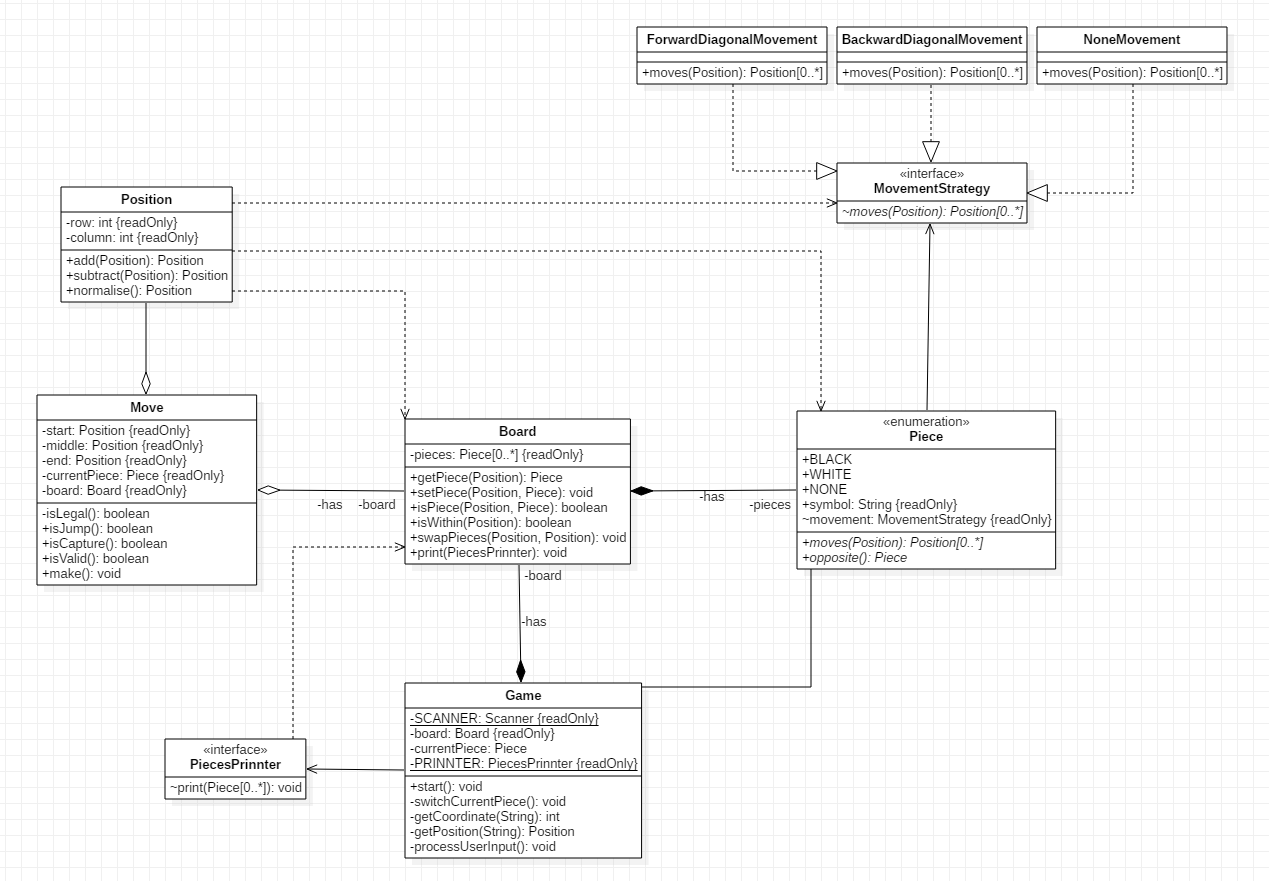 ForwardDiagonalMovement
+moves(Position): Position[0..*]
BackwardDiagonalMovement
+moves(Position): Position[0..*]
NoneMovement
+moves(Position): Position[0..*]
«interface»
MovementStrategy
~moves(Position): Position[0..*]
Position
-row: int {readOnly}
-column: int {readOnly}
+add(Position): Position
+subtract(Position): Position
+normalise(): Position
Move
-start: Position {readOnly}
-middle: Position {readOnly}
-end: Position {readOnly}
-currentPiece: Piece {readOnly}
-board: Board {readOnly}
-isLegal(): boolean
+isJump(): boolean
+isCapture(): boolean
+isValid(): boolean
+make(): void
-has
-board
Board
-pieces: Piece[0..*] {readOnly}
+getPiece(Position): Piece
+setPiece(Position, Piece): void
+isPiece(Position, Piece): boolean
+isWithin(Position): boolean
+swapPieces(Position, Position): void
+print(PiecesPrinnter): void
-has
-pieces
«enumeration»
Piece
+BLACK
+WHITE
+NONE
+symbol: String {readOnly}
~movement: MovementStrategy {readOnly}
+moves(Position): Position[0..*]
+opposite(): Piece
-board
-has
«interface»
PiecesPrinnter
~print(Piece[0..*]): void
Game
-SCANNER: Scanner {readOnly}
-board: Board {readOnly}
-currentPiece: Piece
-PRINNTER: PiecesPrinnter {readOnly}
+start(): void
-switchCurrentPiece(): void
-getCoordinate(String): int
-getPosition(String): Position
-processUserInput(): void